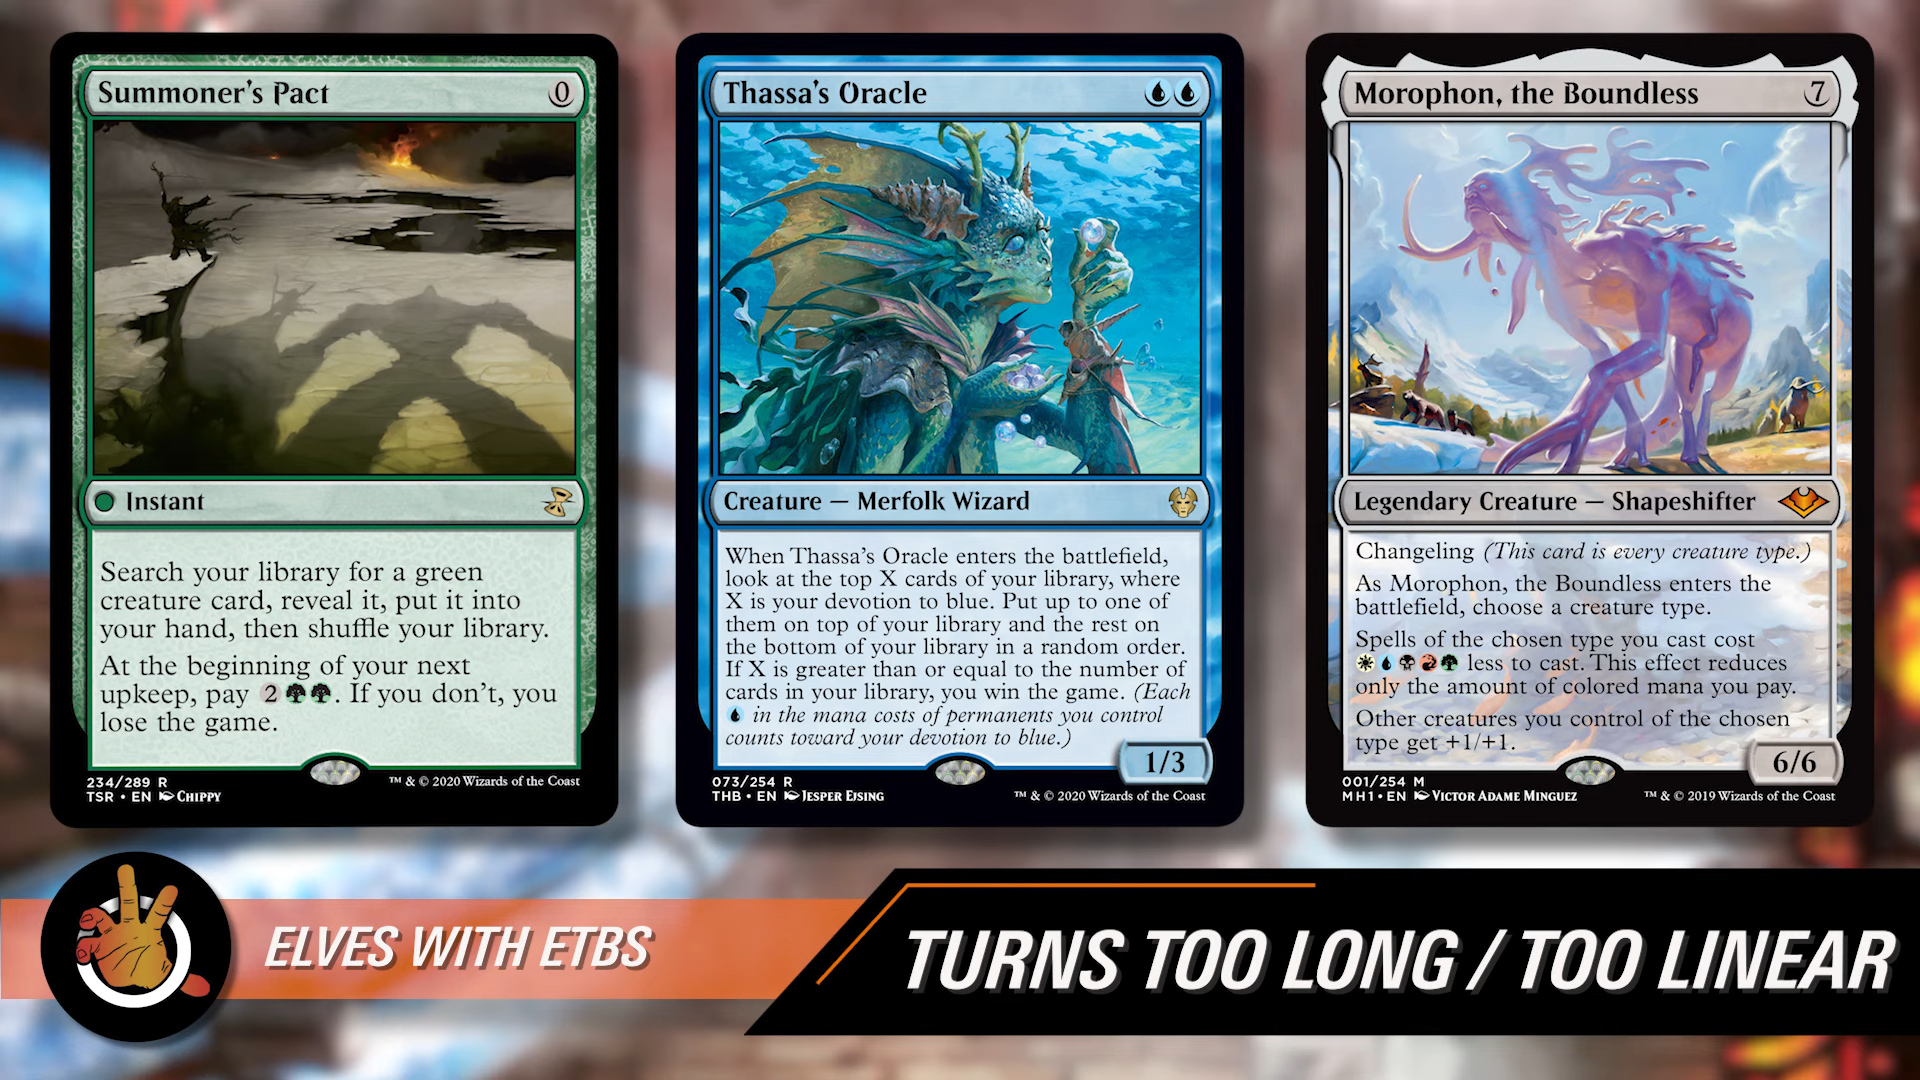 Summoner's Pact 0
Instant
Search your library for a green
creature card, reveal it, put it into
your hand, then shuffle your library.
At the beginning of your next
upkeep, pay 2. If you don't, you
lose the game.
234/289 R
TSR • EN CHIPPY
™ & © 2020 Wizards of the Coast
Thassa's Oracle
Creature — Merfolk Wizard
When Thassa's Oracle enters the battlefield,
look at the top X cards of your library, where
X is your devotion to blue. Put up to one of
them on top of your library and the rest on
the bottom of your library in a random order.
If X is greater than or equal to the number of
cards in your library, you win the game. (Each
in the mana costs of permanents you control
counts toward your devotion to blue.)
1/3
073/254 R
THB • EN JESPER EJSING
™ & © 2020 Wizards of the Coast
Morophon, the Boundless 7
Legendary Creature — Shapeshifter
Changeling (This card is every creature type.)
As Morophon, the Boundless enters the
battlefield, choose a creature type.
Spells of the chosen type you cast cost
less to cast. This effect reduces
only the amount of colored mana you pay.
Other creatures you control of the chosen
type get +1/+1.
6/6
001/254 M
MH1 • EN VICTOR ADAME MINGUEZ
™ & © 2019 Wizards of the Coast
ELVES WITH ETBS
TURNS TOO LONG / TOO LINEAR